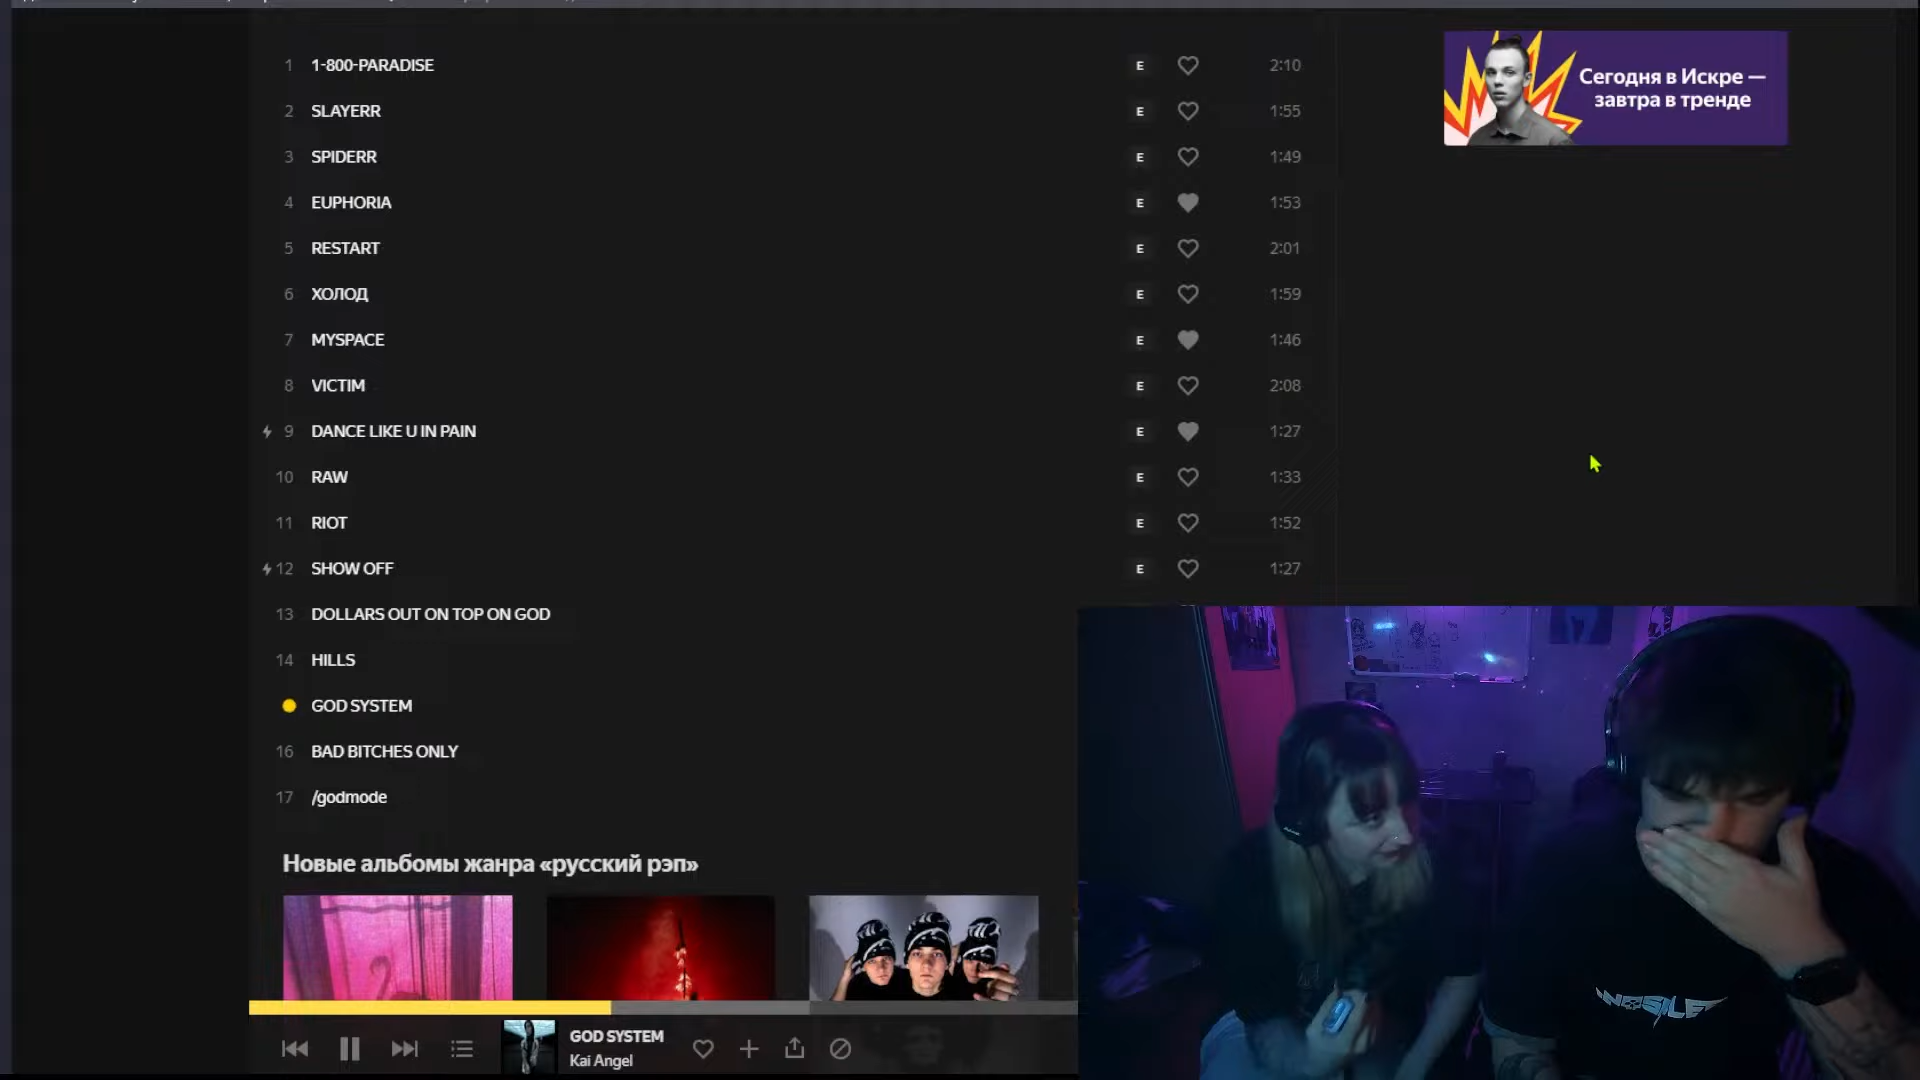 1 1-800-PARADISE E 2:10
Сегодня в Искре —
завтра в тренде
2 SLAYERR E 1:55
3 SPIDERR E 1:49
4 EUPHORIA E 1:53
5 RESTART E 2:01
6 ХОЛОД E 1:59
7 MYSPACE E 1:46
8 VICTIM E 2:08
9 DANCE LIKE U IN PAIN E 1:27
10 RAW E 1:33
11 RIOT E 1:52
12 SHOW OFF E 1:27
13 DOLLARS OUT ON TOP ON GOD
14 HILLS
GOD SYSTEM
16 BAD BITCHES ONLY
17 /godmode
Новые альбомы жанра «русский рэп»
GOD SYSTEM
Kai Angel